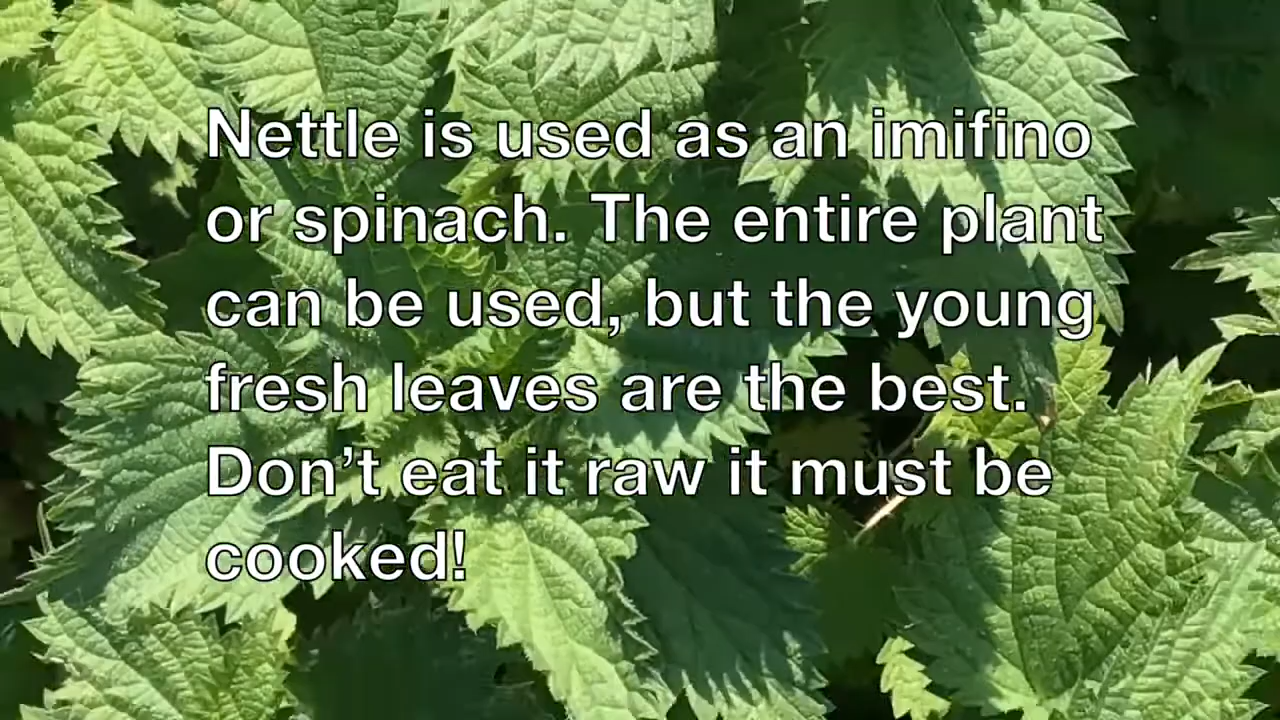 Nettle is used as an imifino
or spinach. The entire plant
can be used, but the young
fresh leaves are the best.
Don’t eat it raw it must be
cooked!